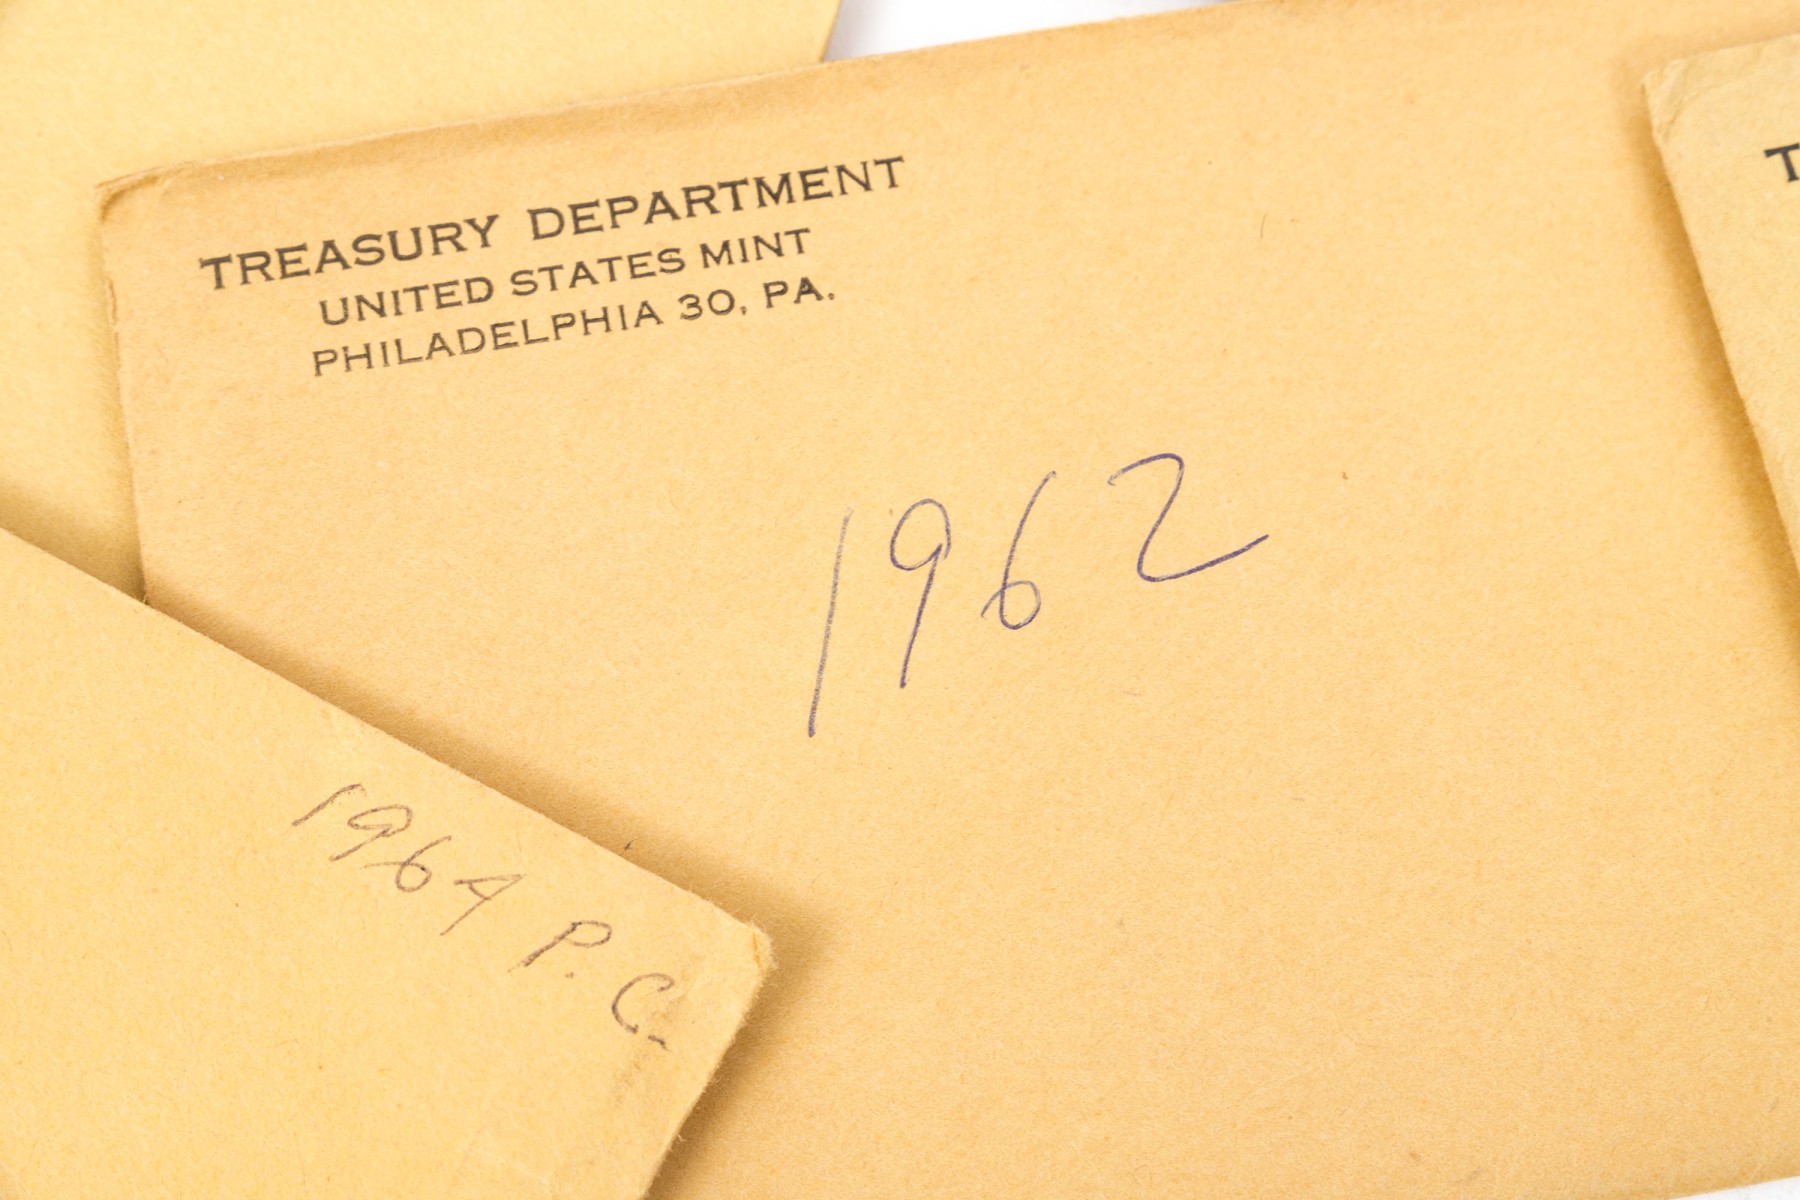 TREASURY DEPARTMENT
UNITED STATES MINT
PHILADELPHIA 30, PA.
1962
1964 P.C.
T